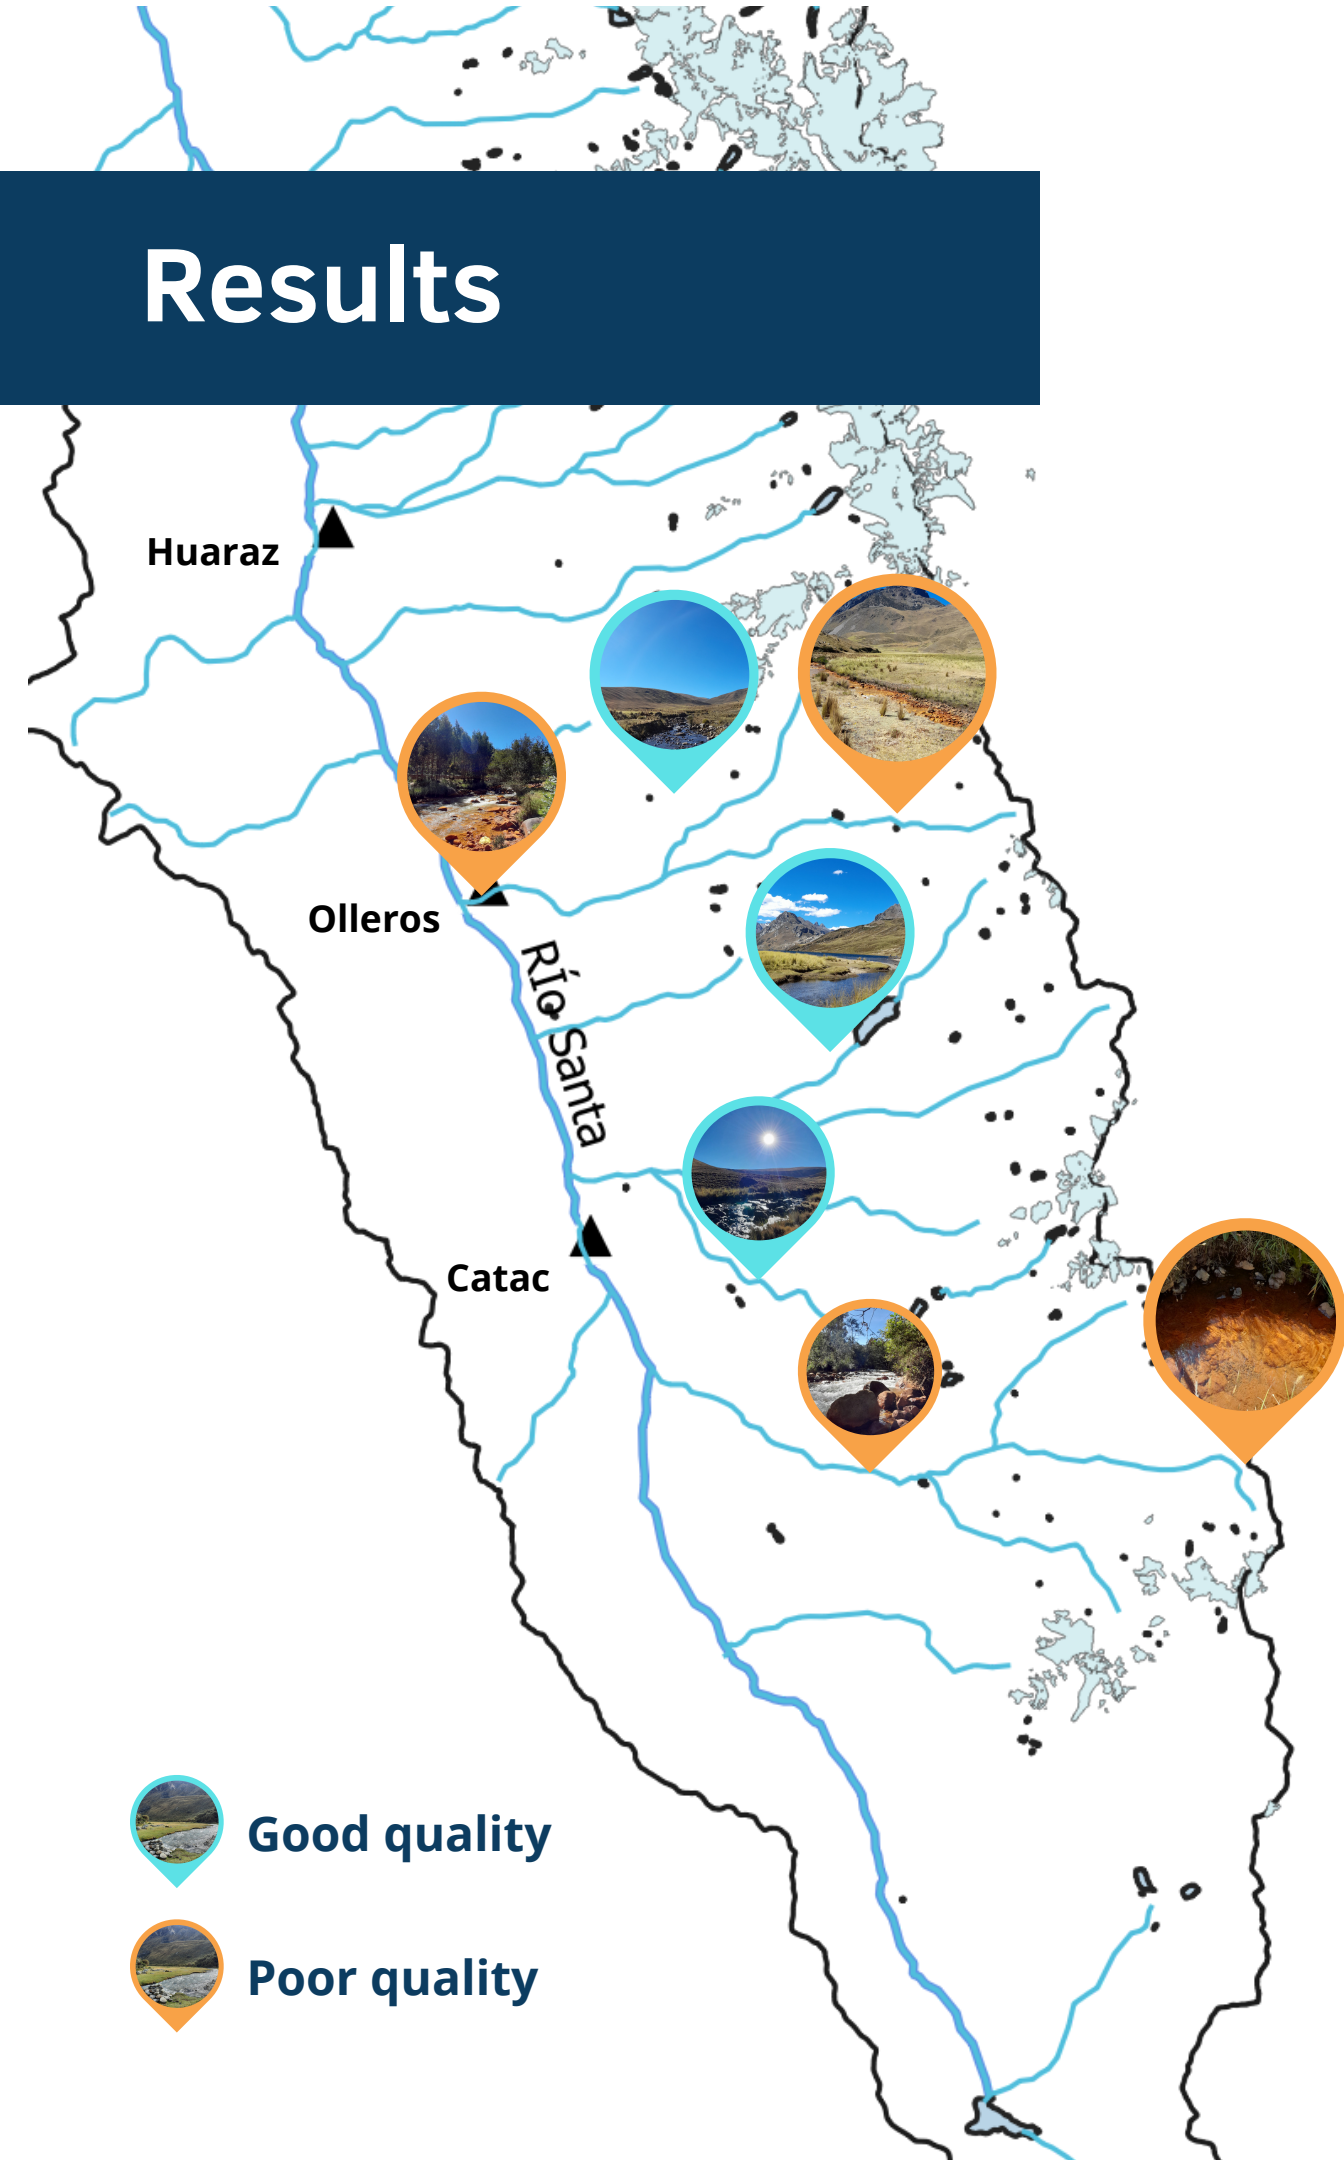 Results
Huaraz
Olleros
RÍo Santa
Catac
Good quality
Poor quality